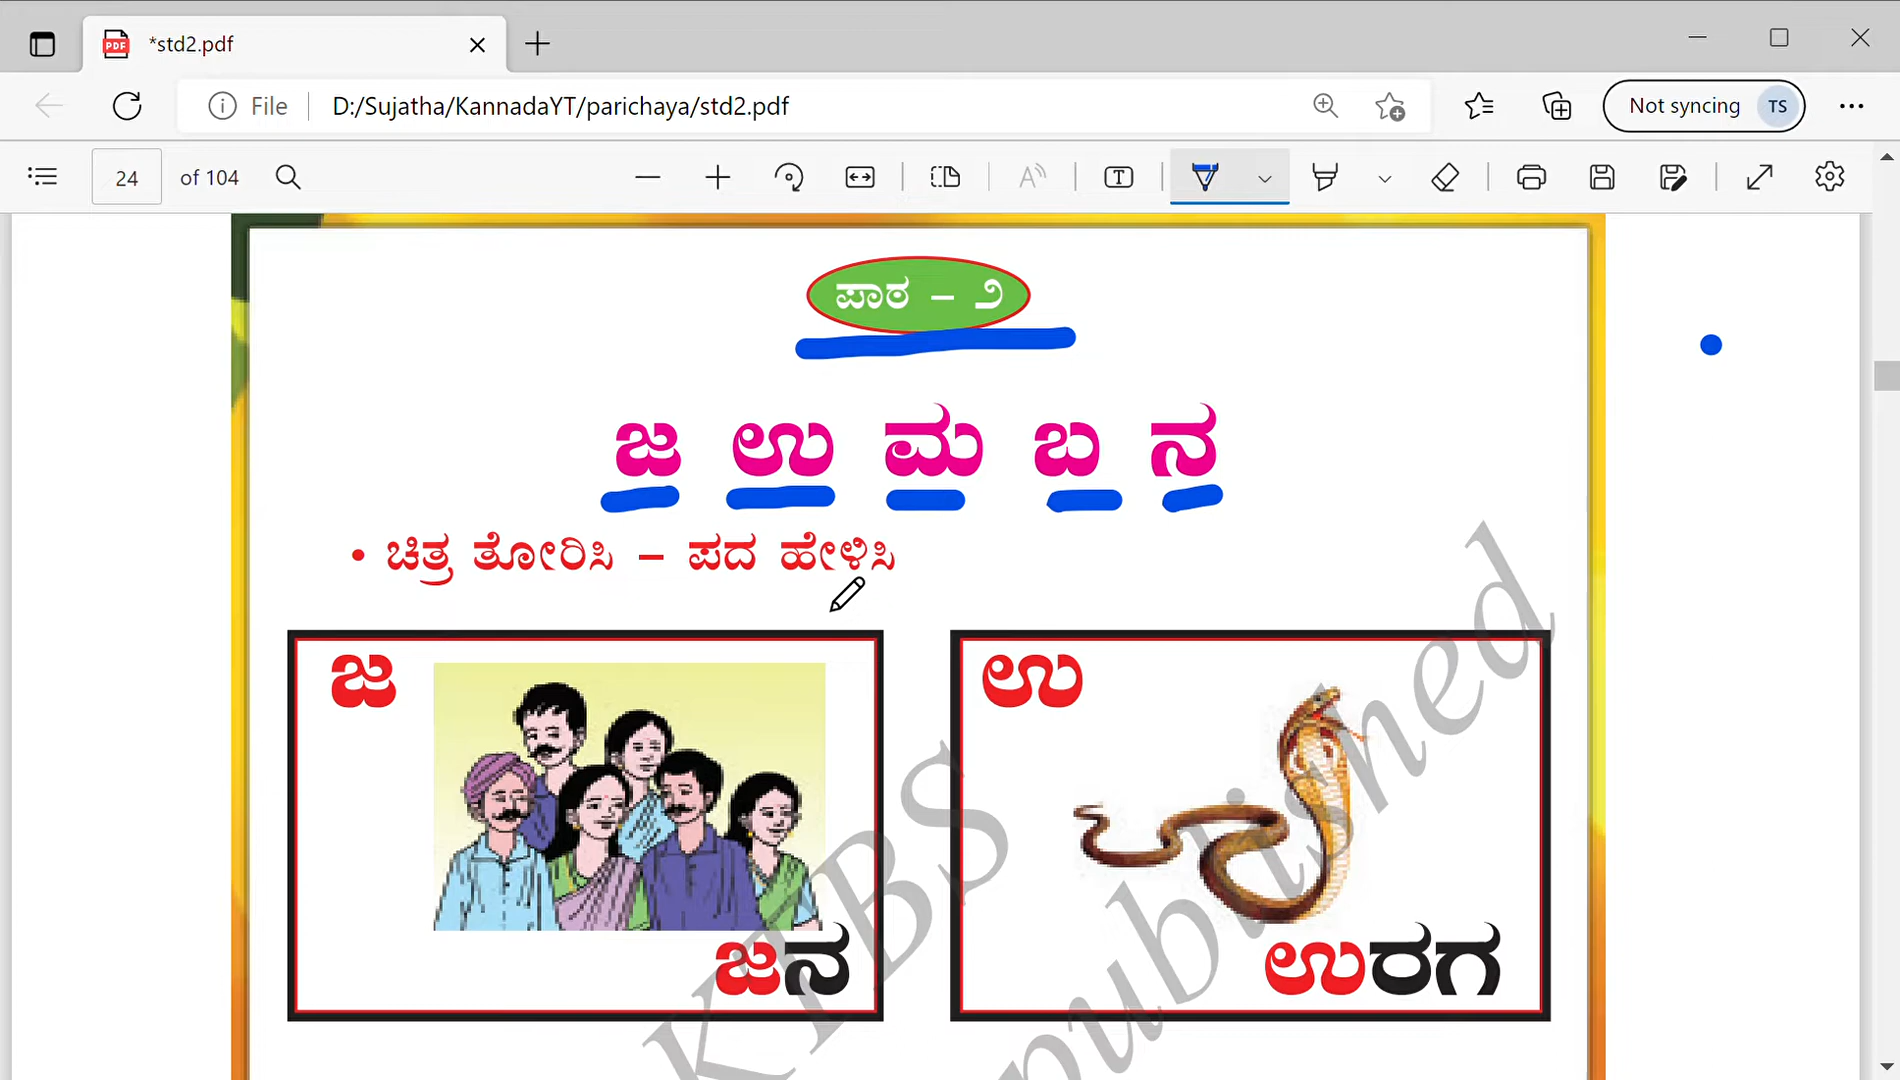 *std2.pdf
File
D:/Sujatha/KannadaYT/parichaya/std2.pdf
Not syncing TS
24 of 104
ಪಾಠ – ೨
ಜ ಉ ಮ ಬ ನ
• ಚಿತ್ರ ತೋರಿಸಿ – ಪದ ಹೇಳಿಸಿ
ಜ
ಜನ
ಉ
ಉರಗ
KTBS
published